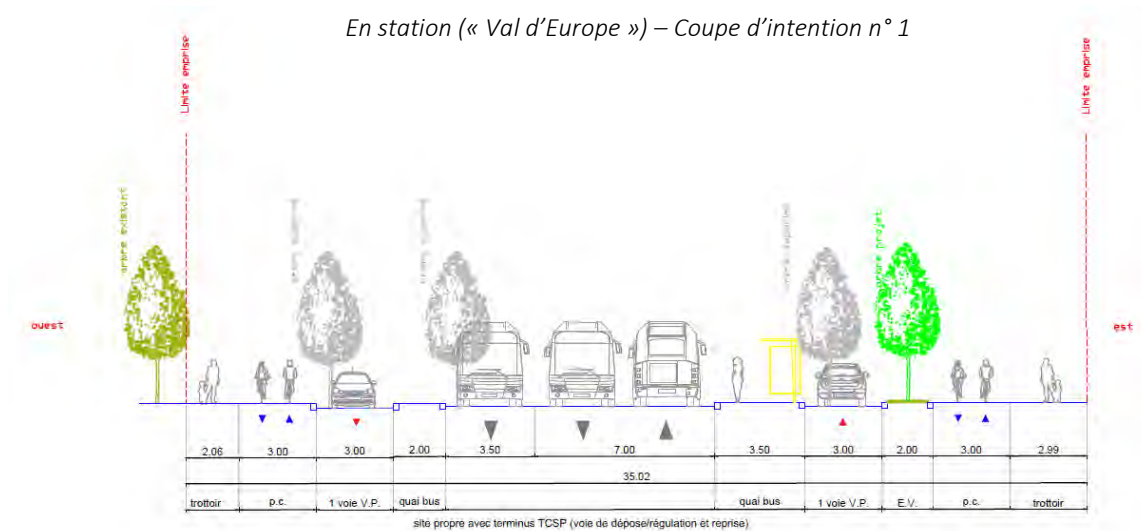 En station (« Val d’Europe ») – Coupe d’intention n° 1
Limite emprise
Limite emprise
arbre existant
arbre projet
ouest
est
2.06 3.00 3.00 2.00 3.50 7.00 3.50 3.00 2.00 3.00 2.99
35.02
trottoir p.c. 1 voie V.P. quai bus quai bus 1 voie V.P. E.V. p.c. trottoir
site propre avec terminus TCSP (voie de dépose/régulation et reprise)